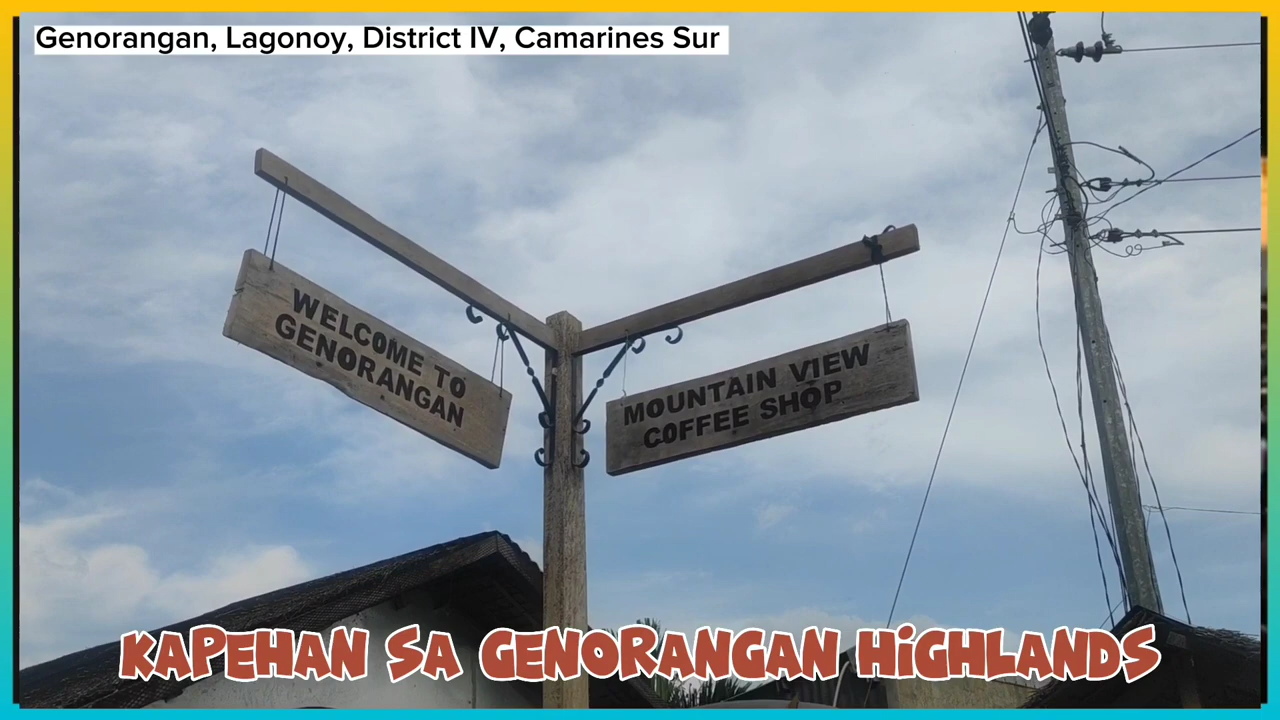 Genorangan, Lagonoy, District IV, Camarines Sur
WELCOME TO
GENORANGAN
MOUNTAIN VIEW
COFFEE SHOP
KAPEHAN SA GENORANGAN HiGHLANDS